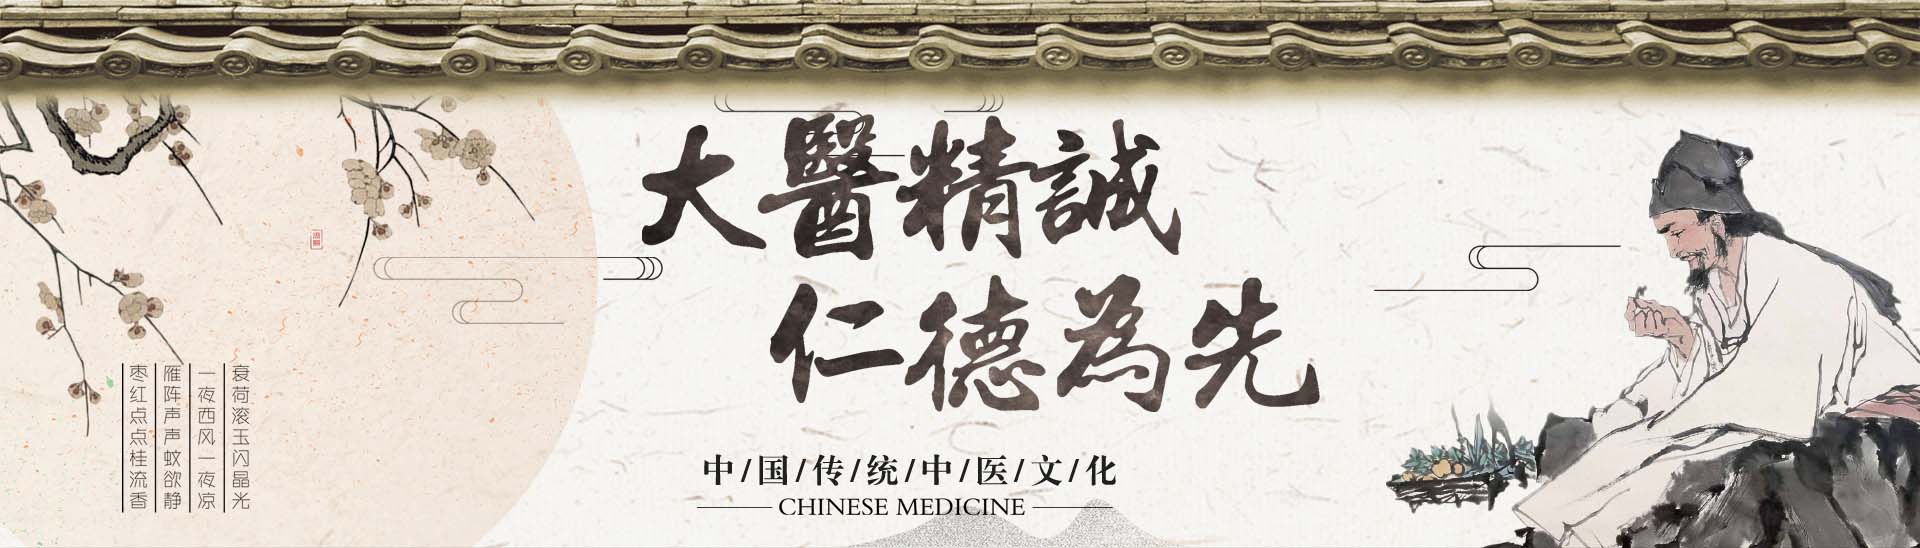 大醫精誠
仁德為先
中/国/传/统/中/医/文/化
CHINESE MEDICINE
衰荷滚玉闪晶光
一夜西风一夜凉
雁阵声声蚊欲静
枣红点点桂流香